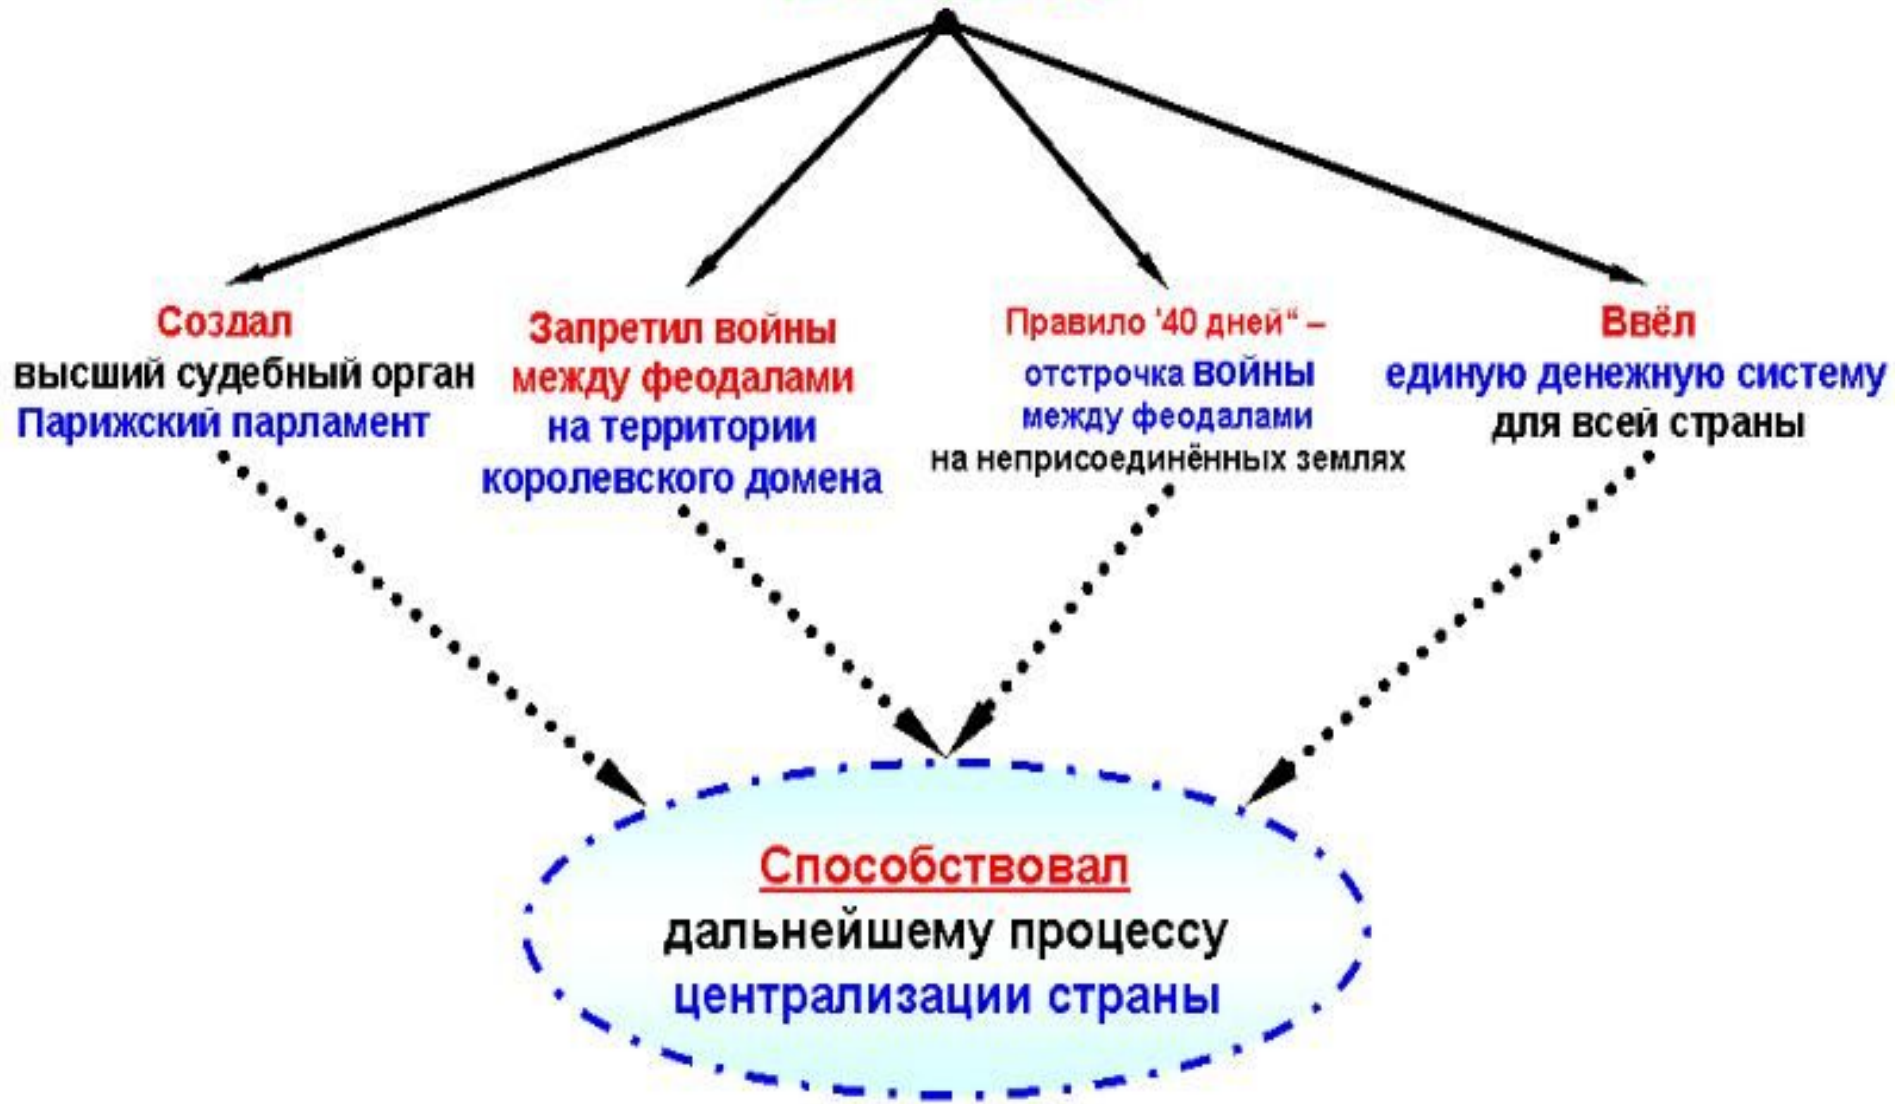 Создал
высший судебный орган
Парижский парламент
Запретил войны
между феодалами
на территории
королевского домена
Правило '40 дней“ –
отстрочка войны
между феодалами
на неприсоединённых землях
Ввёл
единую денежную систему
для всей страны
Способствовал
дальнейшему процессу
централизации страны